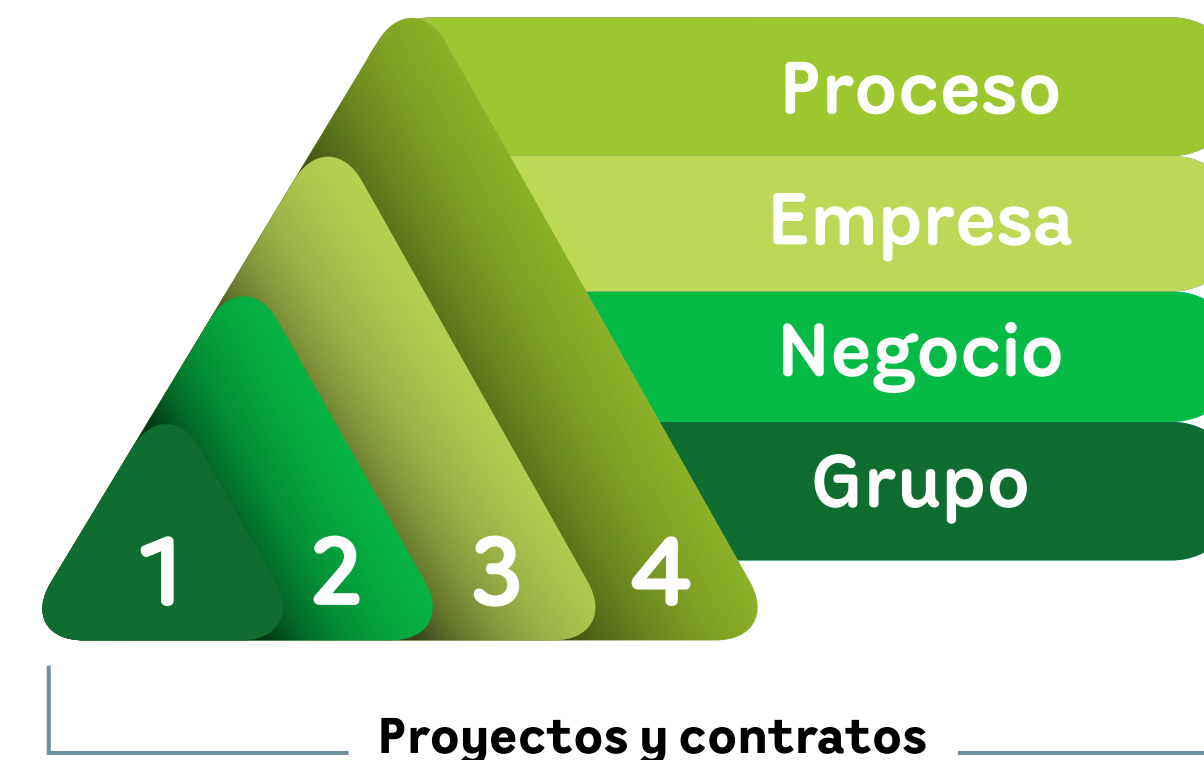 Proceso
Empresa
Negocio
Grupo
1 2 3 4
Proyectos y contratos